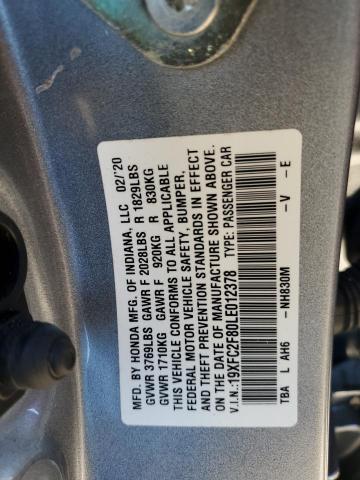 MFD. BY HONDA MFG. OF INDIANA, LLC 02/'20
GVWR 3769LBS GAWR F 2028LBS R 1829LBS
GVWR 1710KG GAWR F 920KG R 830KG
THIS VEHICLE CONFORMS TO ALL APPLICABLE
FEDERAL MOTOR VEHICLE SAFETY, BUMPER,
AND THEFT PREVENTION STANDARDS IN EFFECT
ON THE DATE OF MANUFACTURE SHOWN ABOVE.
V.I.N.:19XFC2F80LE012378 TYPE: PASSENGER CAR
TBA L AH6 -NH830M -V -E